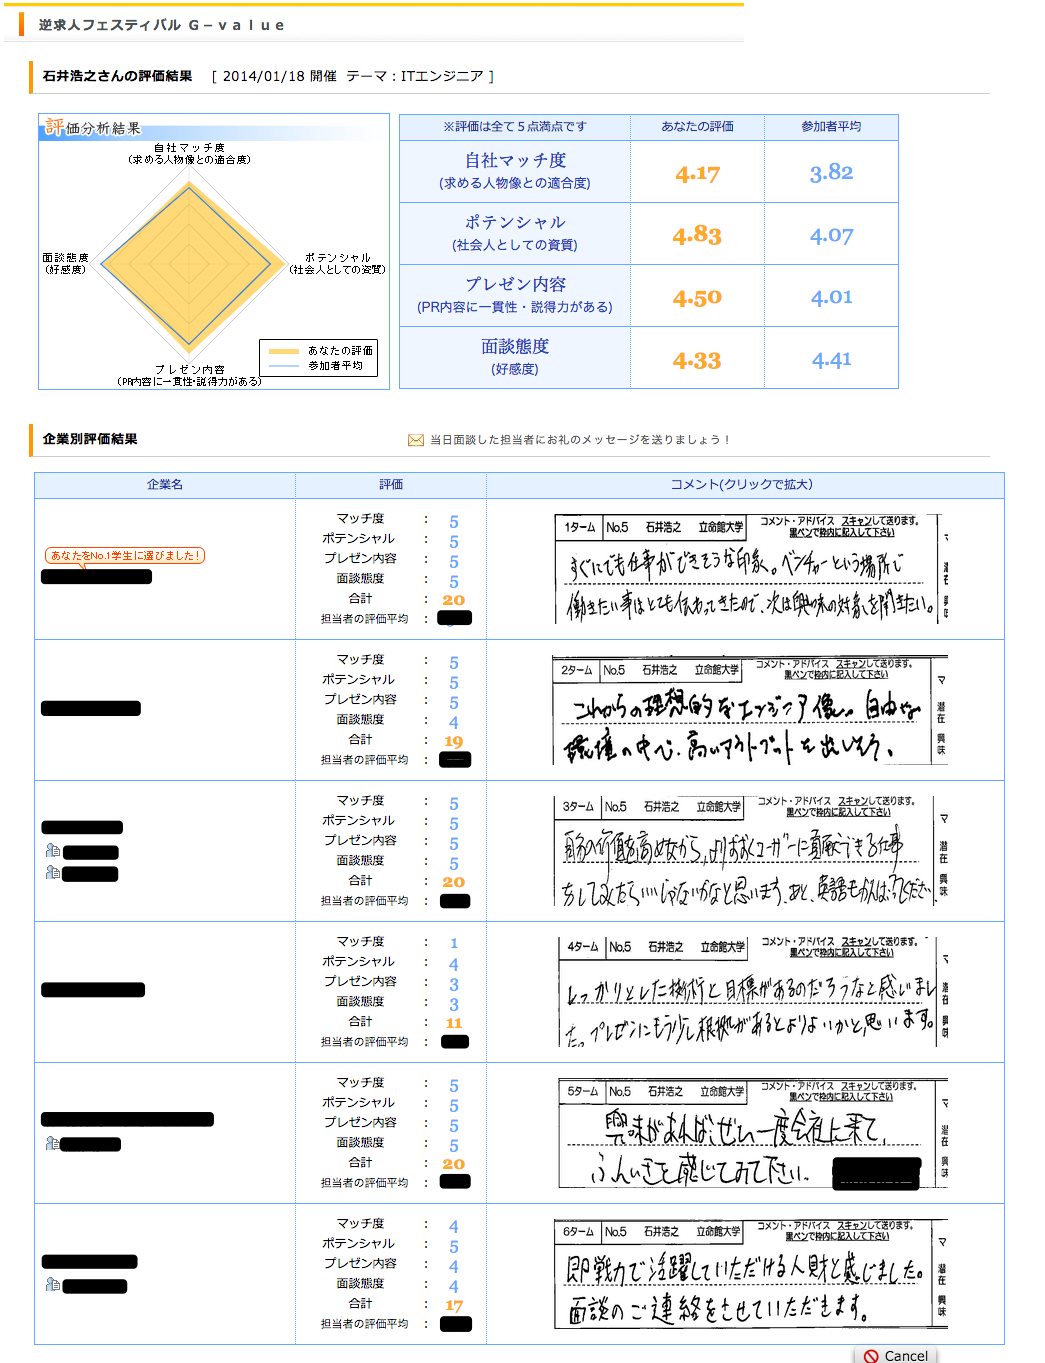 逆求人フェスティバル G－value
石井浩之さんの評価結果 [ 2014/01/18 開催 テーマ：ITエンジニア ]
評価分析結果
自社マッチ度
(求める人物像との適合度)
面談態度
(好感度)
ポテンシャル
(社会人としての資質)
プレゼン内容
(PR内容に一貫性・説得力がある)
あなたの評価
参加者平均
※評価は全て５点満点です あなたの評価 参加者平均
自社マッチ度
(求める人物像との適合度)
4.17 3.82
ポテンシャル
(社会人としての資質)
4.83 4.07
プレゼン内容
(PR内容に一貫性・説得力がある)
4.50 4.01
面談態度
(好感度)
4.33 4.41
企業別評価結果
当日面談した担当者にお礼のメッセージを送りましょう！
企業名 評価 コメント(クリックで拡大)
あなたをNo.1学生に選びました！
マッチ度 : 5
ポテンシャル : 5
プレゼン内容 : 5
面談態度 : 5
合計 : 20
担当者の評価平均 :
1ターム No.5 石井浩之 立命館大学 コメント・アドバイス スキャンして送ります。
黒ペンで枠内に記入して下さい
すぐにでも仕事ができそうな印象。ベンチャーという場所で
働きたい事はとても伝わってきたので、次は興味の対象を聞きたい。
マッチ度 : 5
ポテンシャル : 5
プレゼン内容 : 5
面談態度 : 4
合計 : 19
担当者の評価平均 :
2ターム No.5 石井浩之 立命館大学 コメント・アドバイス スキャンして送ります。
黒ペンで枠内に記入して下さい
マ
潜在
興味
これからの理想的なエンジニア像。自由な
環境の中で、高いアウトプットを出しそう。
マッチ度 : 5
ポテンシャル : 5
プレゼン内容 : 5
面談態度 : 5
合計 : 20
担当者の評価平均 :
3ターム No.5 石井浩之 立命館大学 コメント・アドバイス スキャンして送ります。
黒ペンで枠内に記入して下さい
マ
潜在
興味
自分の価値を高めながら、よりおおくユーザーに貢献できる仕事
をしてみたらいいじゃないかなと思います。あと、英語も
マッチ度 : 1
ポテンシャル : 4
プレゼン内容 : 3
面談態度 : 3
合計 : 11
担当者の評価平均 :
4ターム No.5 石井浩之 立命館大学 コメント・アドバイス スキャンして送ります。
黒ペンで枠内に記入して下さい
しっかりとした技術と目標があるのだろうなと感じまし
た。プレゼンにもう少し根拠があるとよりよいかと思います。
マッチ度 : 5
ポテンシャル : 5
プレゼン内容 : 5
面談態度 : 5
合計 : 20
担当者の評価平均 :
5ターム No.5 石井浩之 立命館大学 コメント・アドバイス スキャンして送ります。
黒ペンで枠内に記入して下さい
興味があれば、ぜひ一度会社に来て、
ふんいきを感じてみて下さい。
マッチ度 : 4
ポテンシャル : 5
プレゼン内容 : 4
面談態度 : 4
合計 : 17
担当者の評価平均 :
6ターム No.5 石井浩之 立命館大学 コメント・アドバイス スキャンして送ります。
黒ペンで枠内に記入して下さい
マ
潜在
興味
即戦力で活躍していただける人財と感じました。
面談のご連絡をさせていただきます。
Cancel